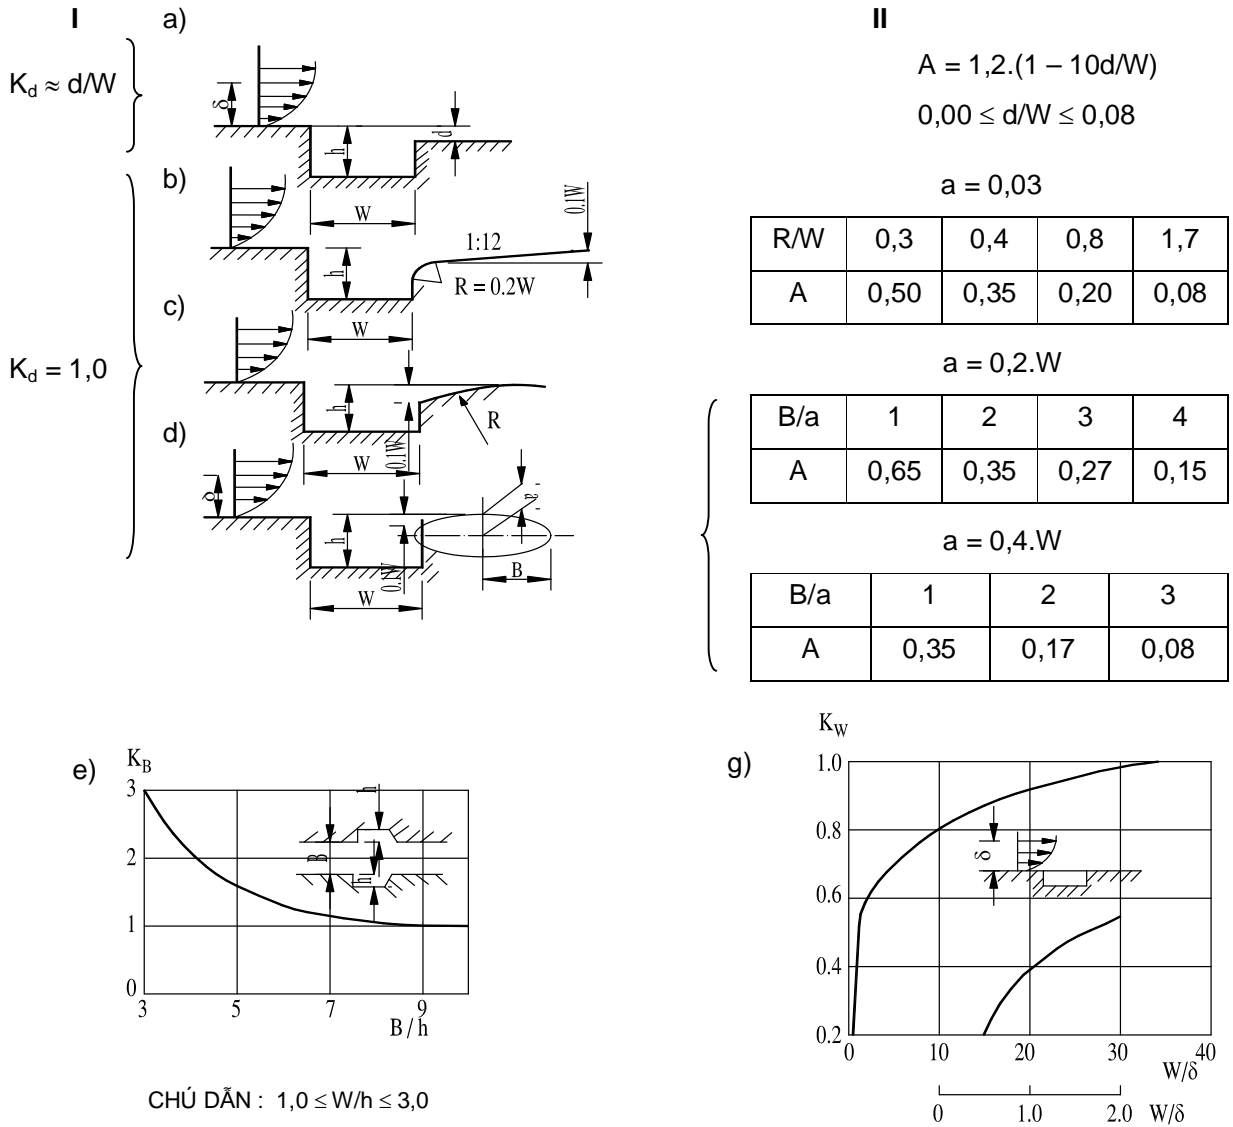 I
a)
II
K_d ≈ d/W
A = 1,2.(1 – 10d/W)
0,00 ≤ d/W ≤ 0,08
δ
h
d
b)
W
a = 0,03
R/W 0,3 0,4 0,8 1,7
A 0,50 0,35 0,20 0,08
h
1:12
R = 0.2W
0.1W
c)
W
K_d = 1,0
a = 0,2.W
B/a 1 2 3 4
A 0,65 0,35 0,27 0,15
h
R
0.1W
d)
W
δ
h
a
0.1W
B
W
a = 0,4.W
B/a 1 2 3
A 0,35 0,17 0,08
e)
K_B
3
2
1
0
3 5 7 9
B/h
h
B
h
g)
K_W
1.0
0.8
0.6
0.4
0.2
δ
0 10 20 30 40
W/δ
0 1.0 2.0 W/δ
CHÚ DẪN : 1,0 ≤ W/h ≤ 3,0